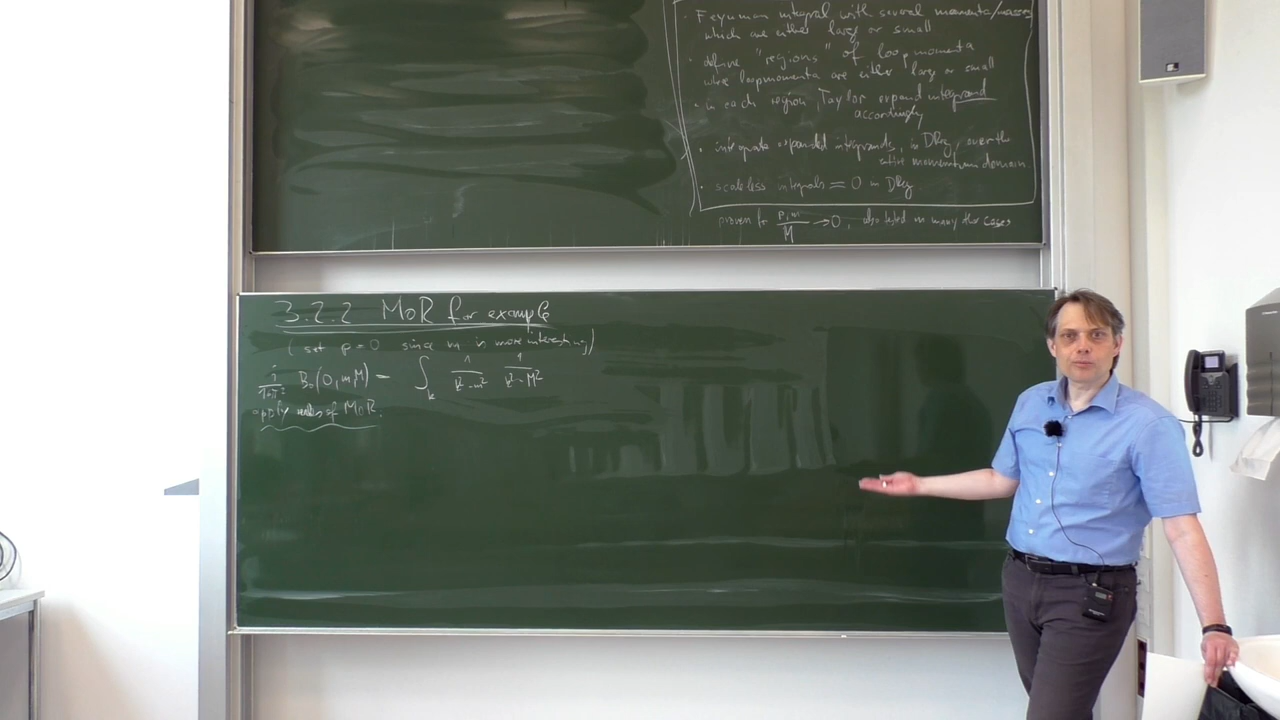 · Feynman integral with several momenta/masses
which are either large or small
· define "regions" of loop momenta
where loopmomenta are either large or small
· in each region, Taylor expand integrand
accordingly
· integrate expanded integrands, in DReg, over the
entire momentum domain
· scaleless integrals = 0 in DReg
proven for p,m/M → 0, also tested in many other cases
3.2.2 MoR for example
(set p=0 since m is more interesting)
i/16π² B₀(0,m,M) = ∫_k 1/k²-m² 1/k²-M²
apply rules of MoR.